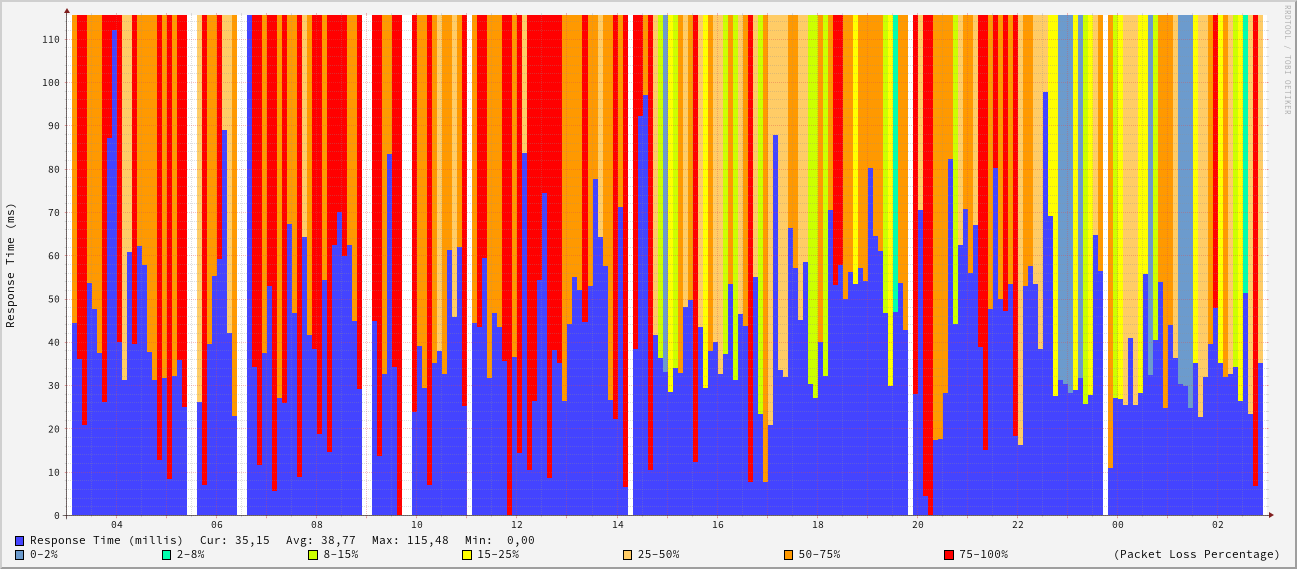 RRDTOOL / TOBI OETIKER
Response Time (ms)
110
100
90
80
70
60
50
40
30
20
10
0
04 06 08 10 12 14 16 18 20 22 00 02
Response Time (millis) Cur: 35,15 Avg: 38,77 Max: 115,48 Min: 0,00
0-2% 2-8% 8-15% 15-25% 25-50% 50-75% 75-100% (Packet Loss Percentage)